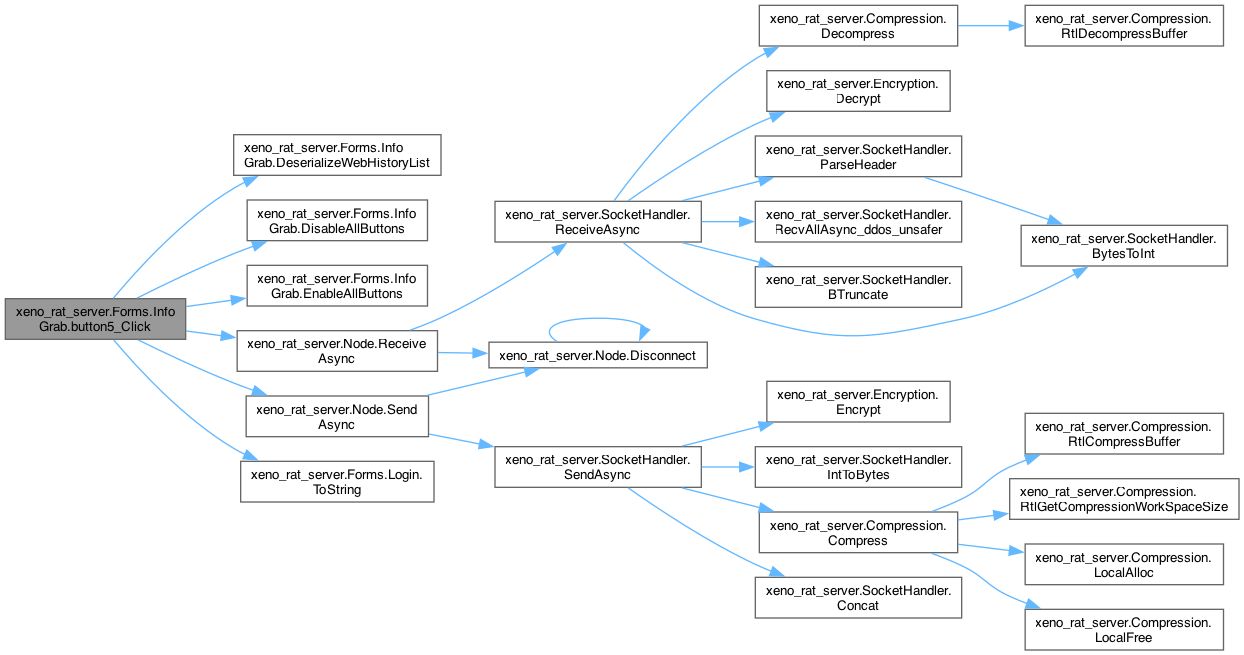 xeno_rat_server.Forms.Info
Grab.button5_Click
xeno_rat_server.Forms.Info
Grab.DeserializeWebHistoryList
xeno_rat_server.Forms.Info
Grab.DisableAllButtons
xeno_rat_server.Forms.Info
Grab.EnableAllButtons
xeno_rat_server.Node.Receive
Async
xeno_rat_server.Node.Send
Async
xeno_rat_server.Forms.Login.
ToString
xeno_rat_server.SocketHandler.
ReceiveAsync
xeno_rat_server.Node.Disconnect
xeno_rat_server.SocketHandler.
SendAsync
xeno_rat_server.Compression.
Decompress
xeno_rat_server.Encryption.
Decrypt
xeno_rat_server.SocketHandler.
ParseHeader
xeno_rat_server.SocketHandler.
RecvAllAsync_ddos_unsafer
xeno_rat_server.SocketHandler.
BTruncate
xeno_rat_server.Encryption.
Encrypt
xeno_rat_server.SocketHandler.
IntToBytes
xeno_rat_server.Compression.
Compress
xeno_rat_server.SocketHandler.
Concat
xeno_rat_server.Compression.
RtlDecompressBuffer
xeno_rat_server.SocketHandler.
BytesToInt
xeno_rat_server.Compression.
RtlCompressBuffer
xeno_rat_server.Compression.
RtlGetCompressionWorkSpaceSize
xeno_rat_server.Compression.
LocalAlloc
xeno_rat_server.Compression.
LocalFree